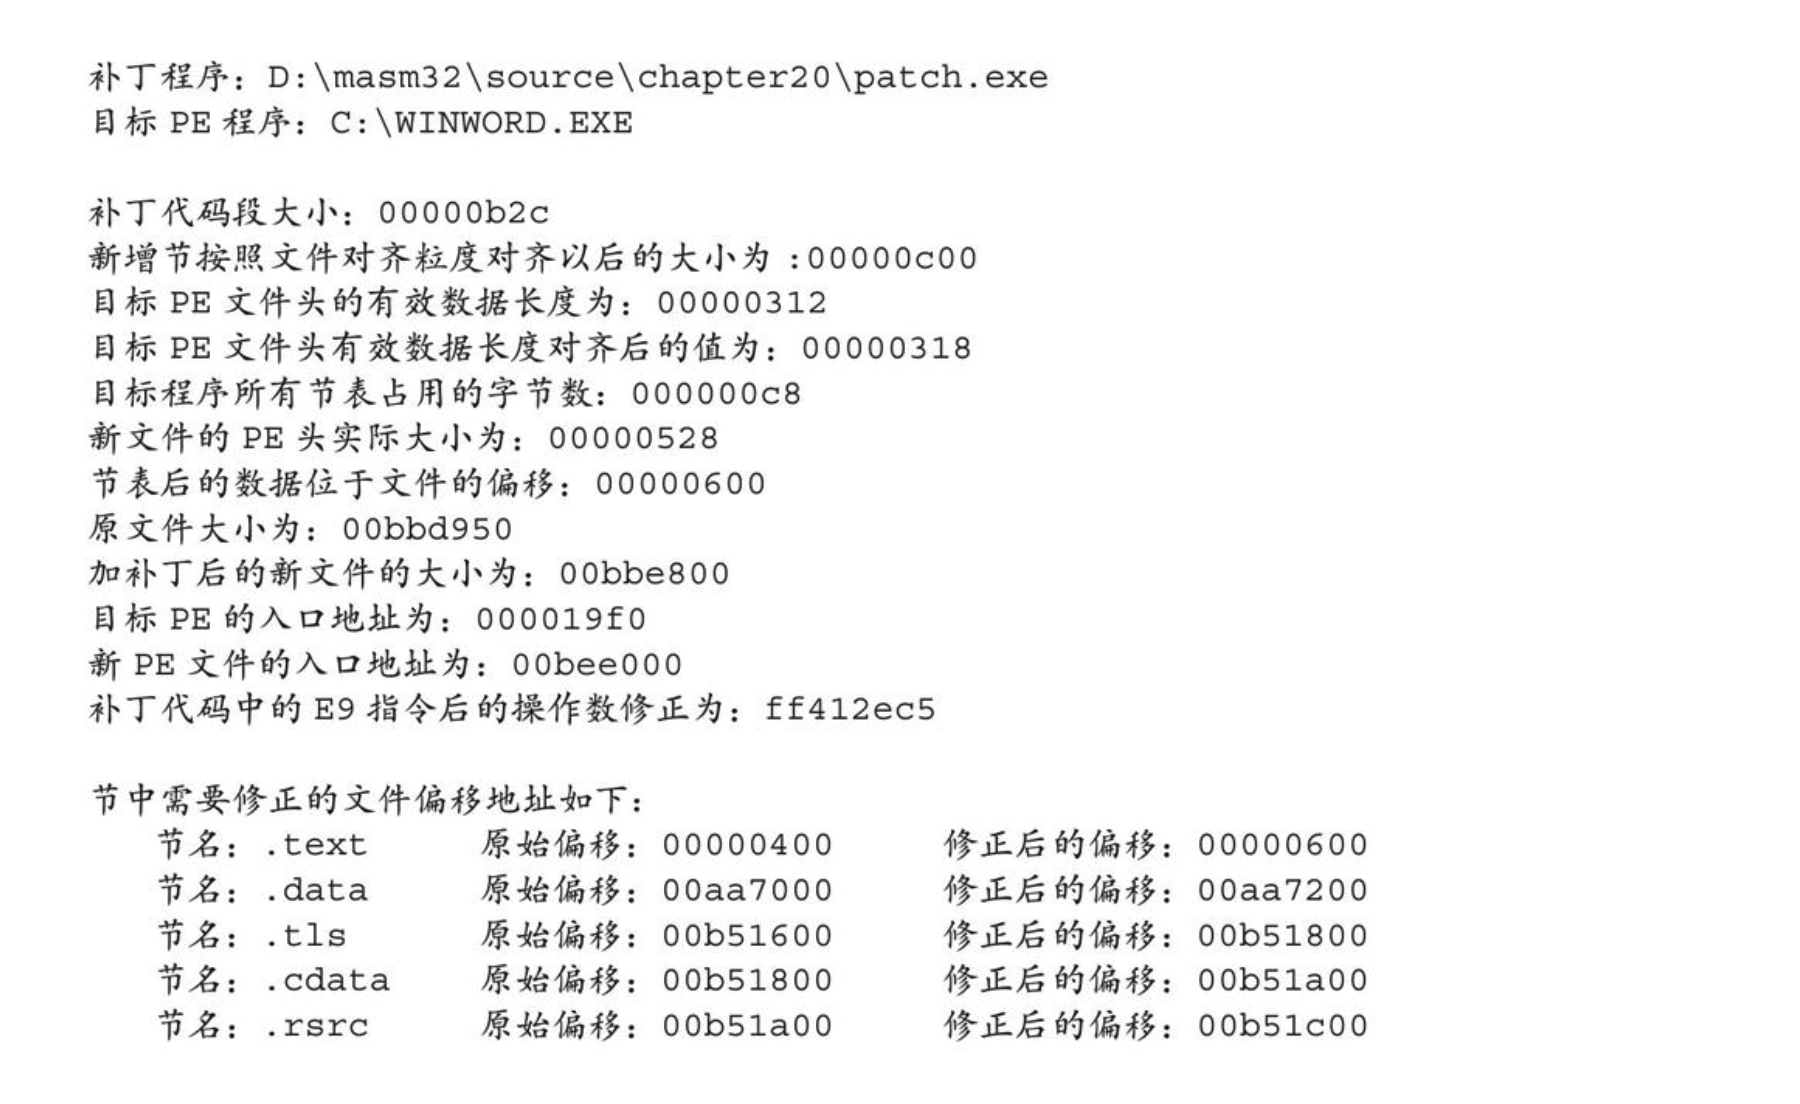 补丁程序：D:\masm32\source\chapter20\patch.exe
目标 PE 程序：C:\WINWORD.EXE
补丁代码段大小：00000b2c
新增节按照文件对齐粒度对齐以后的大小为 :00000c00
目标 PE 文件头的有效数据长度为：00000312
目标 PE 文件头有效数据长度对齐后的值为：00000318
目标程序所有节表占用的字节数：000000c8
新文件的 PE 头实际大小为：00000528
节表后的数据位于文件的偏移：00000600
原文件大小为：00bbd950
加补丁后的新文件的大小为：00bbe800
目标 PE 的入口地址为：000019f0
新 PE 文件的入口地址为：00bee000
补丁代码中的 E9 指令后的操作数修正为：ff412ec5
节中需要修正的文件偏移地址如下：
节名：.text 原始偏移：00000400 修正后的偏移：00000600
节名：.data 原始偏移：00aa7000 修正后的偏移：00aa7200
节名：.tls 原始偏移：00b51600 修正后的偏移：00b51800
节名：.cdata 原始偏移：00b51800 修正后的偏移：00b51a00
节名：.rsrc 原始偏移：00b51a00 修正后的偏移：00b51c00